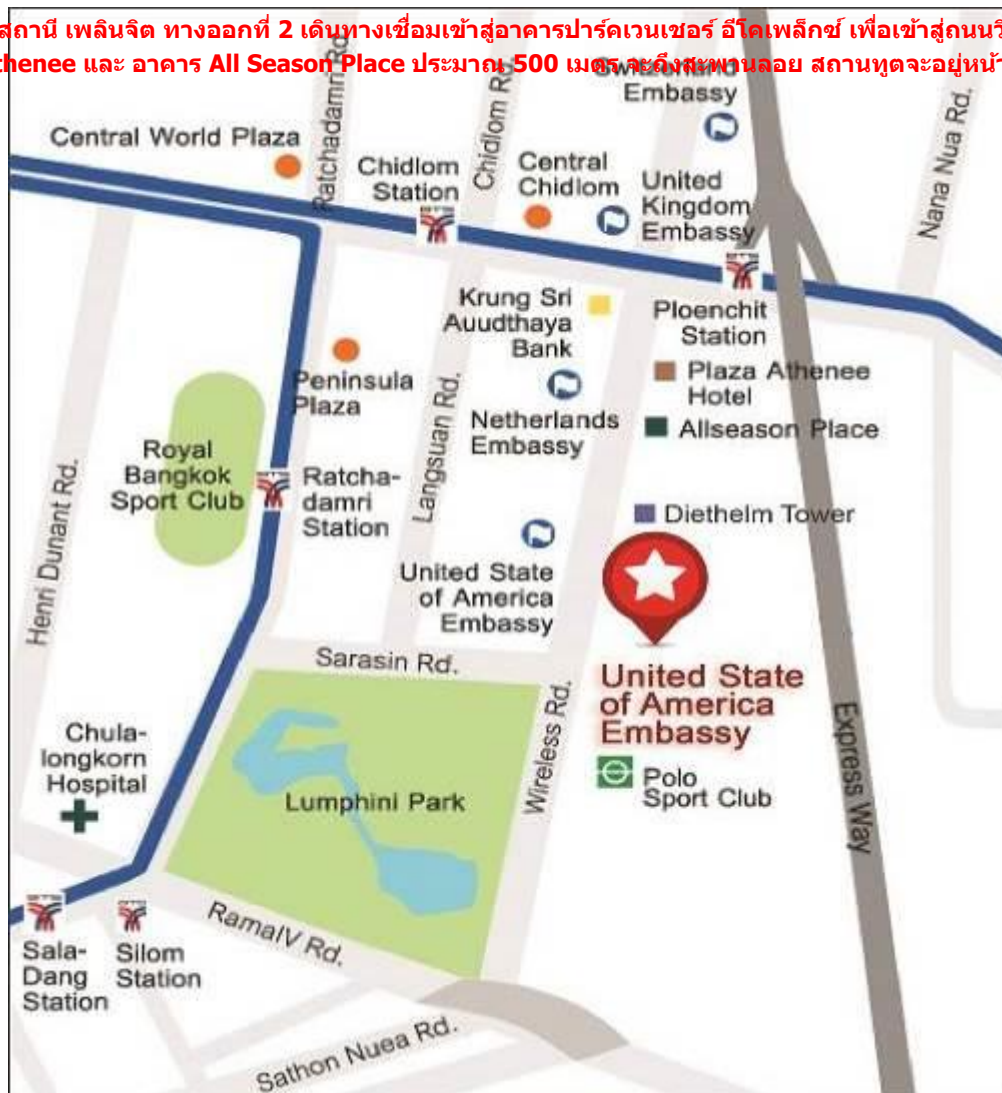 สถานี เพลินจิต ทางออกที่ 2 เดินทางเชื่อมเข้าสู่อาคารปาร์คเวนเชอร์ อีโคเพล็กซ์ เพื่อเข้าสู่ถนนวิ
thenee และ อาคาร All Season Place ประมาณ 500 เมตร จะถึงสะพานลอย สถานทูตจะอยู่หน้า
Switzerland
Embassy
Central World Plaza
Ratchadamri Rd.
Chidlom
Station
Chidlom Rd.
Central
Chidlom
United
Kingdom
Embassy
Nana Nua Rd.
Krung Sri
Auudthaya
Bank
Ploenchit
Station
Peninsula
Plaza
Plaza Athenee
Hotel
Netherlands
Embassy
Allseason Place
Royal
Bangkok
Sport Club
Ratcha-
damri
Station
Langsuan Rd.
Henri Dunant Rd.
Diethelm Tower
United State
of America
Embassy
Sarasin Rd.
United State
of America
Embassy
Wireless Rd.
Express Way
Chula-
longkorn
Hospital
Lumphini Park
Polo
Sport Club
RamaIV Rd.
Sala-
Dang
Station
Silom
Station
Sathon Nuea Rd.